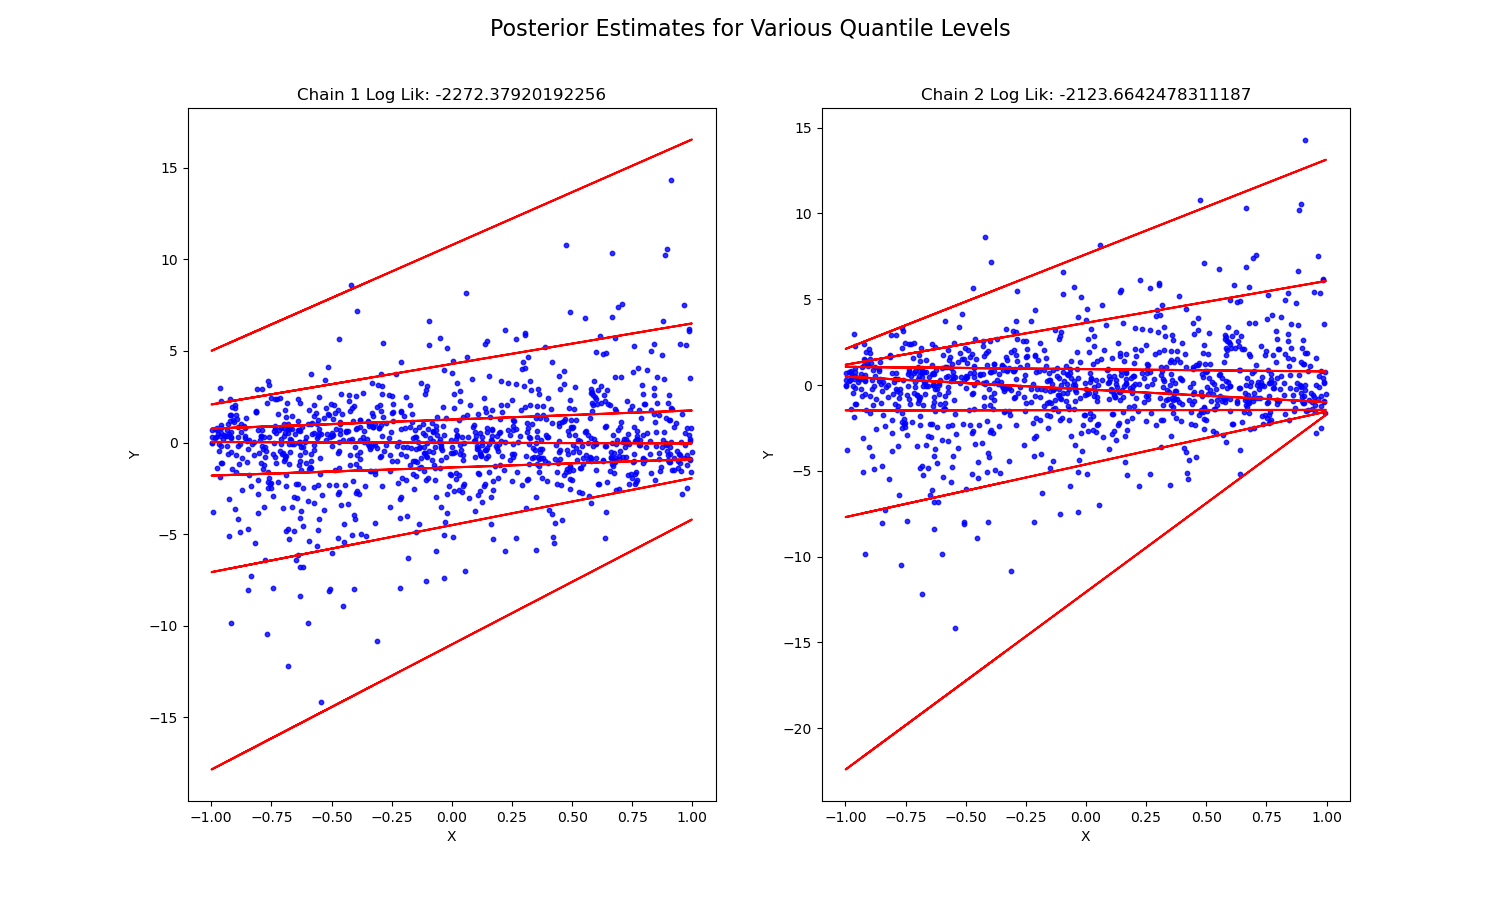 Posterior Estimates for Various Quantile Levels
Chain 1 Log Lik: -2272.37920192256
15
10
5
0
−5
−10
−15
Y
−1.00 −0.75 −0.50 −0.25 0.00 0.25 0.50 0.75 1.00
X
Chain 2 Log Lik: -2123.6642478311187
15
10
5
0
−5
−10
−15
−20
Y
−1.00 −0.75 −0.50 −0.25 0.00 0.25 0.50 0.75 1.00
X